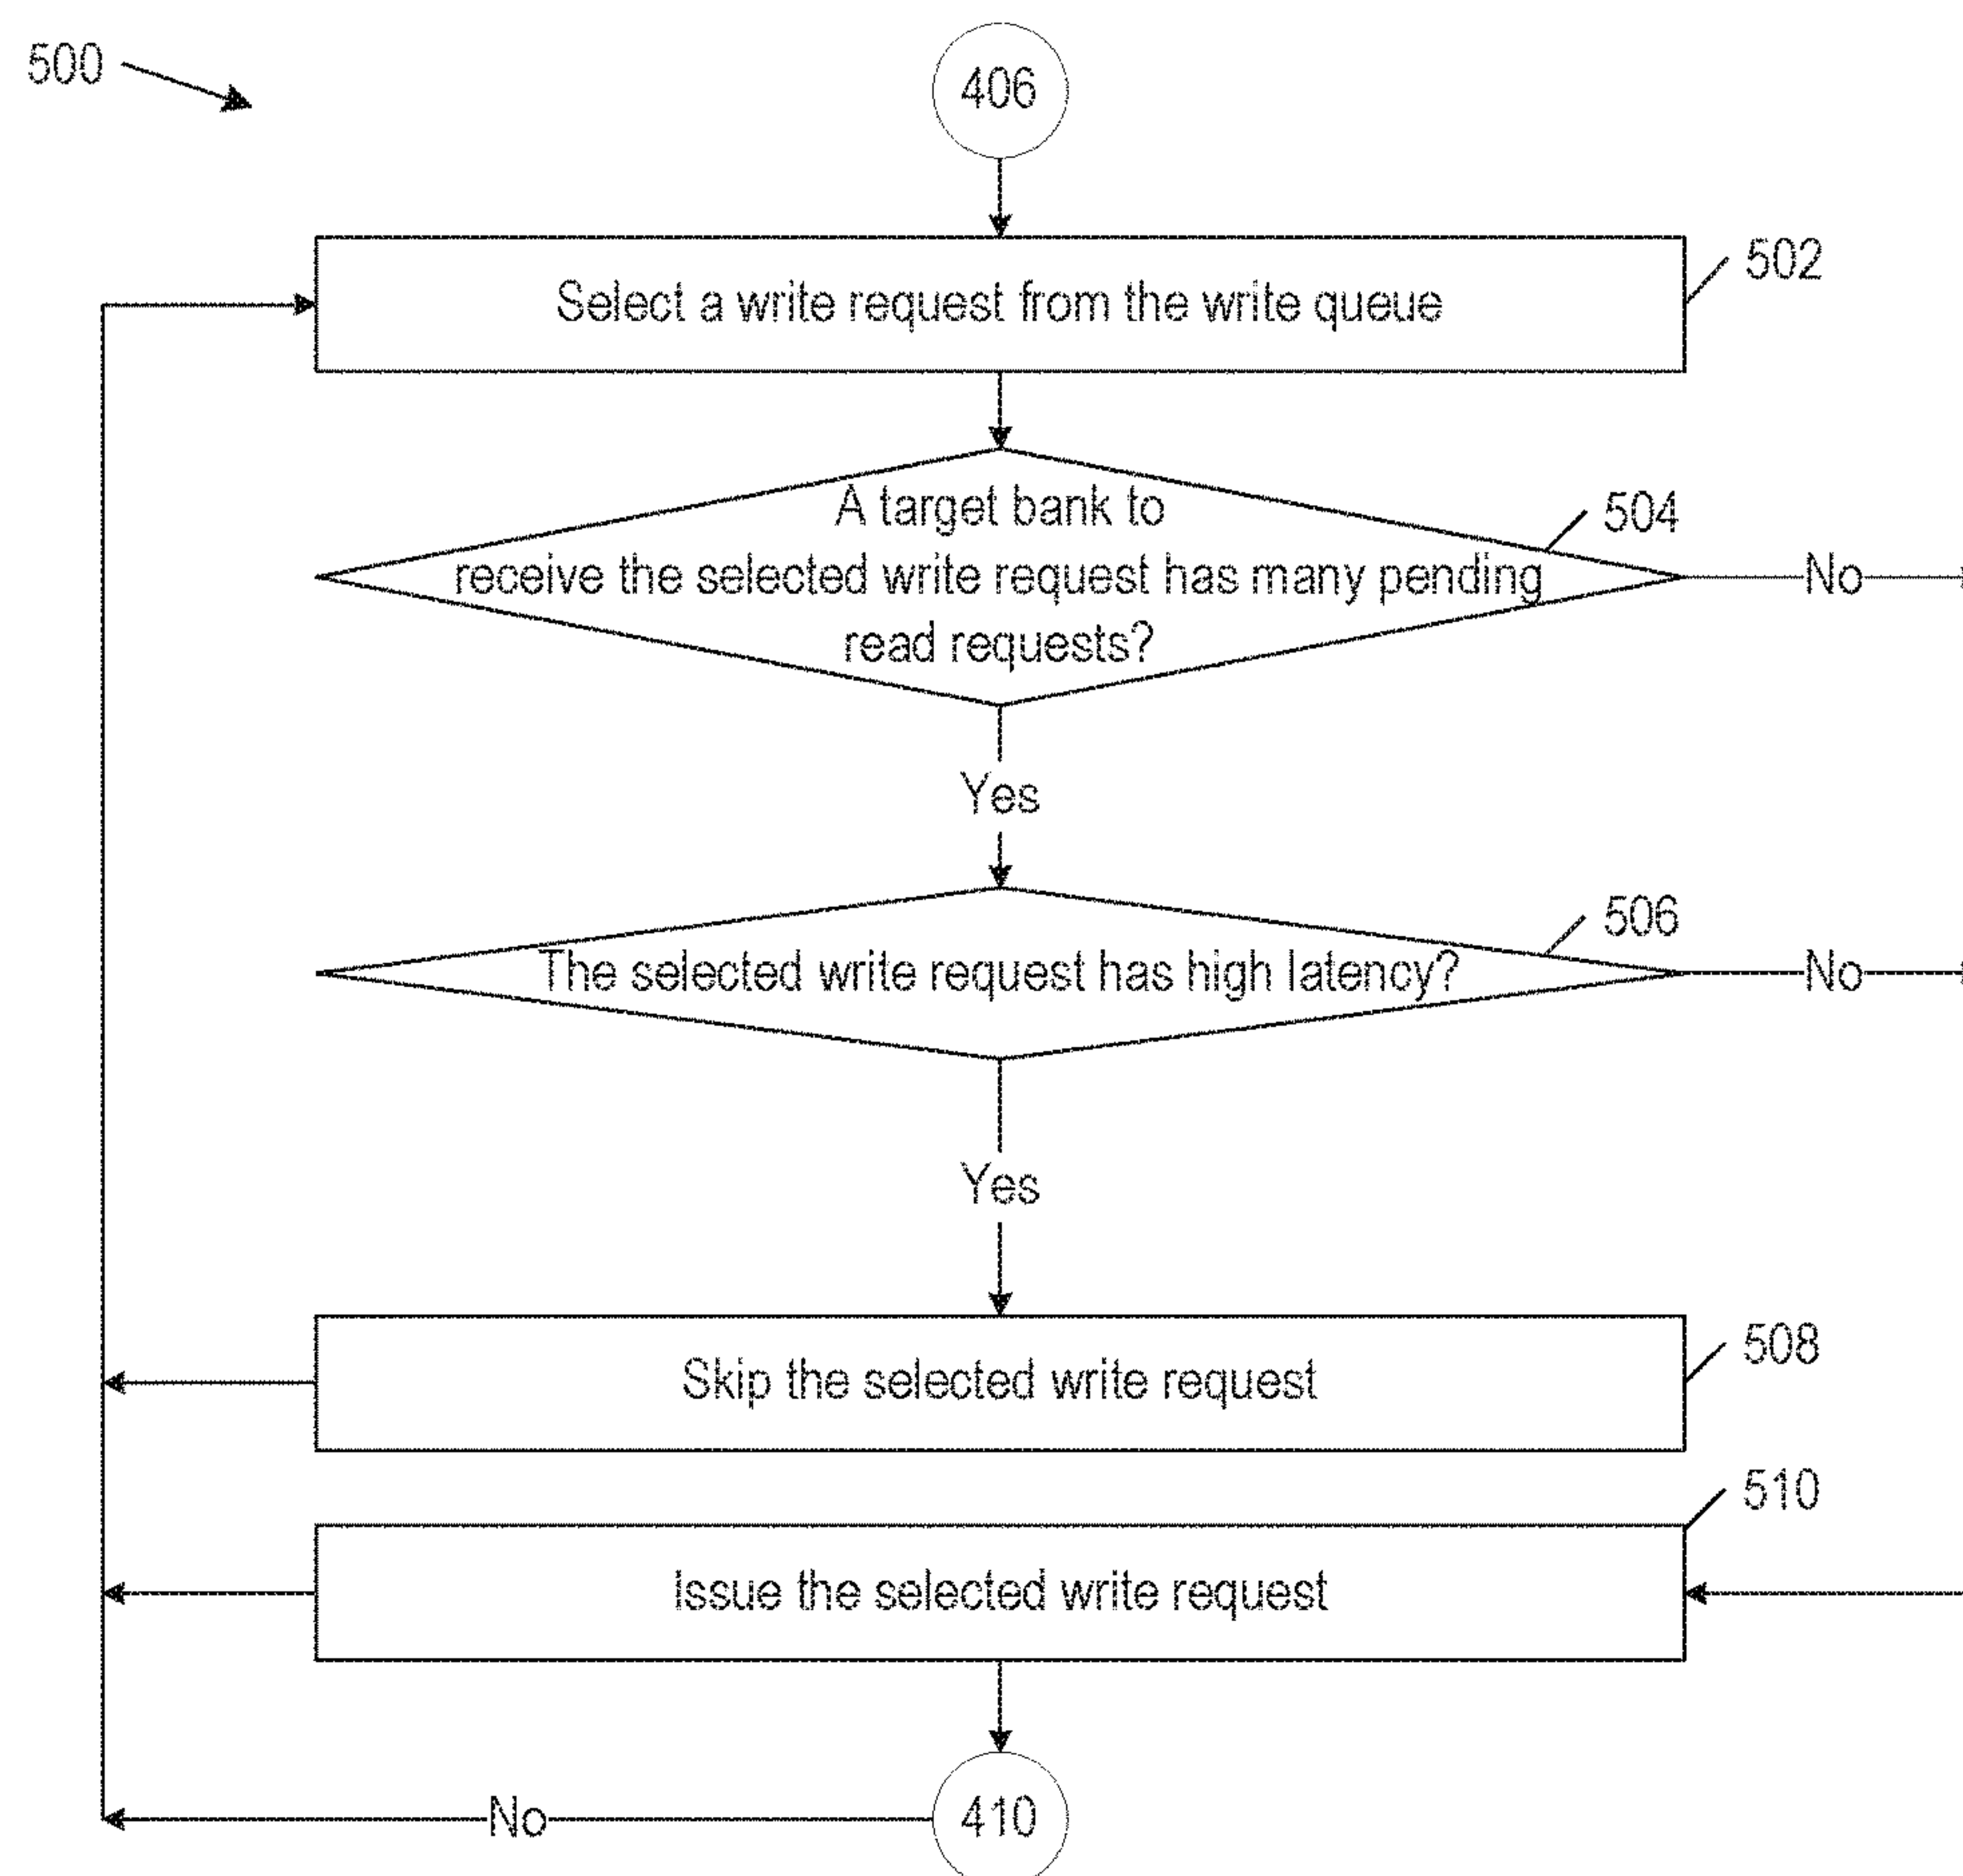 500
406
Select a write request from the write queue
502
A target bank to
receive the selected write request has many pending
read requests?
504
No
Yes
The selected write request has high latency?
506
No
Yes
Skip the selected write request
508
510
Issue the selected write request
No
410